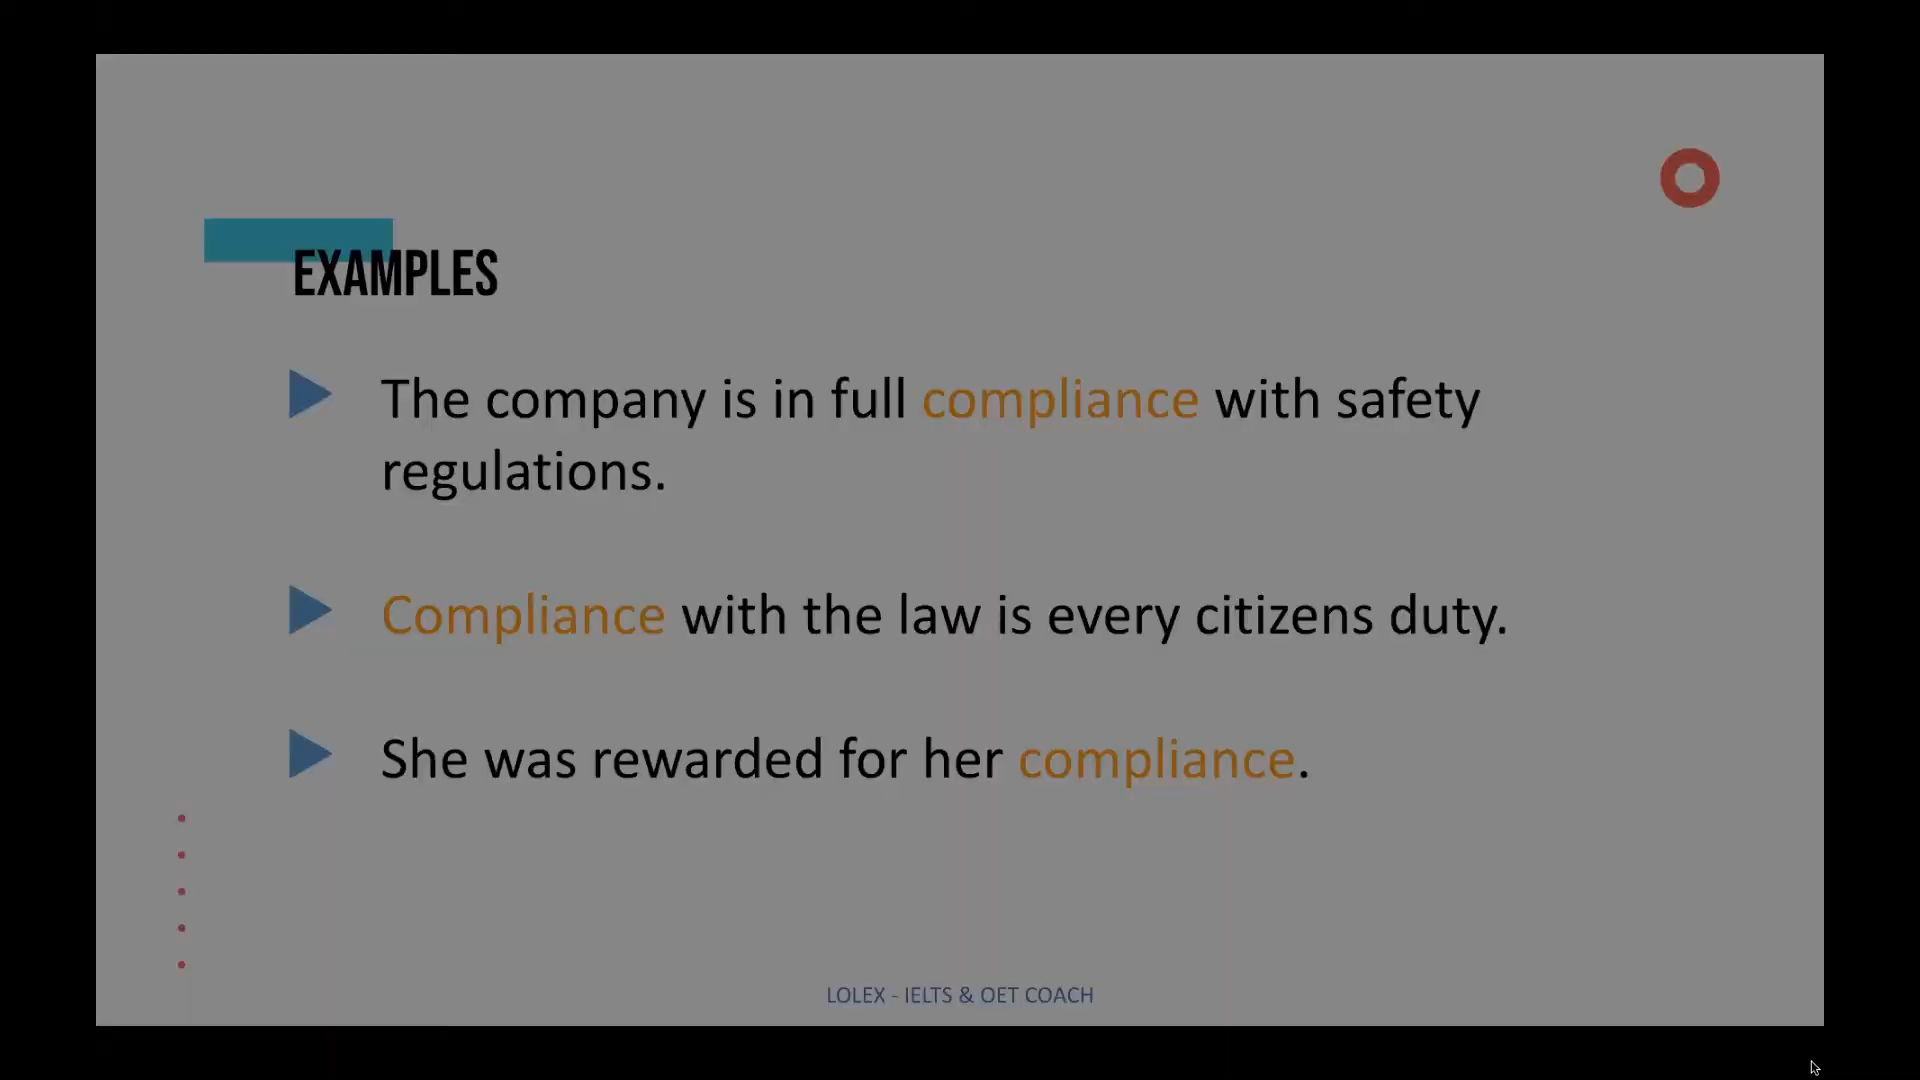 EXAMPLES
The company is in full compliance with safety
regulations.
Compliance with the law is every citizens duty.
She was rewarded for her compliance.
LOLEX - IELTS & OET COACH